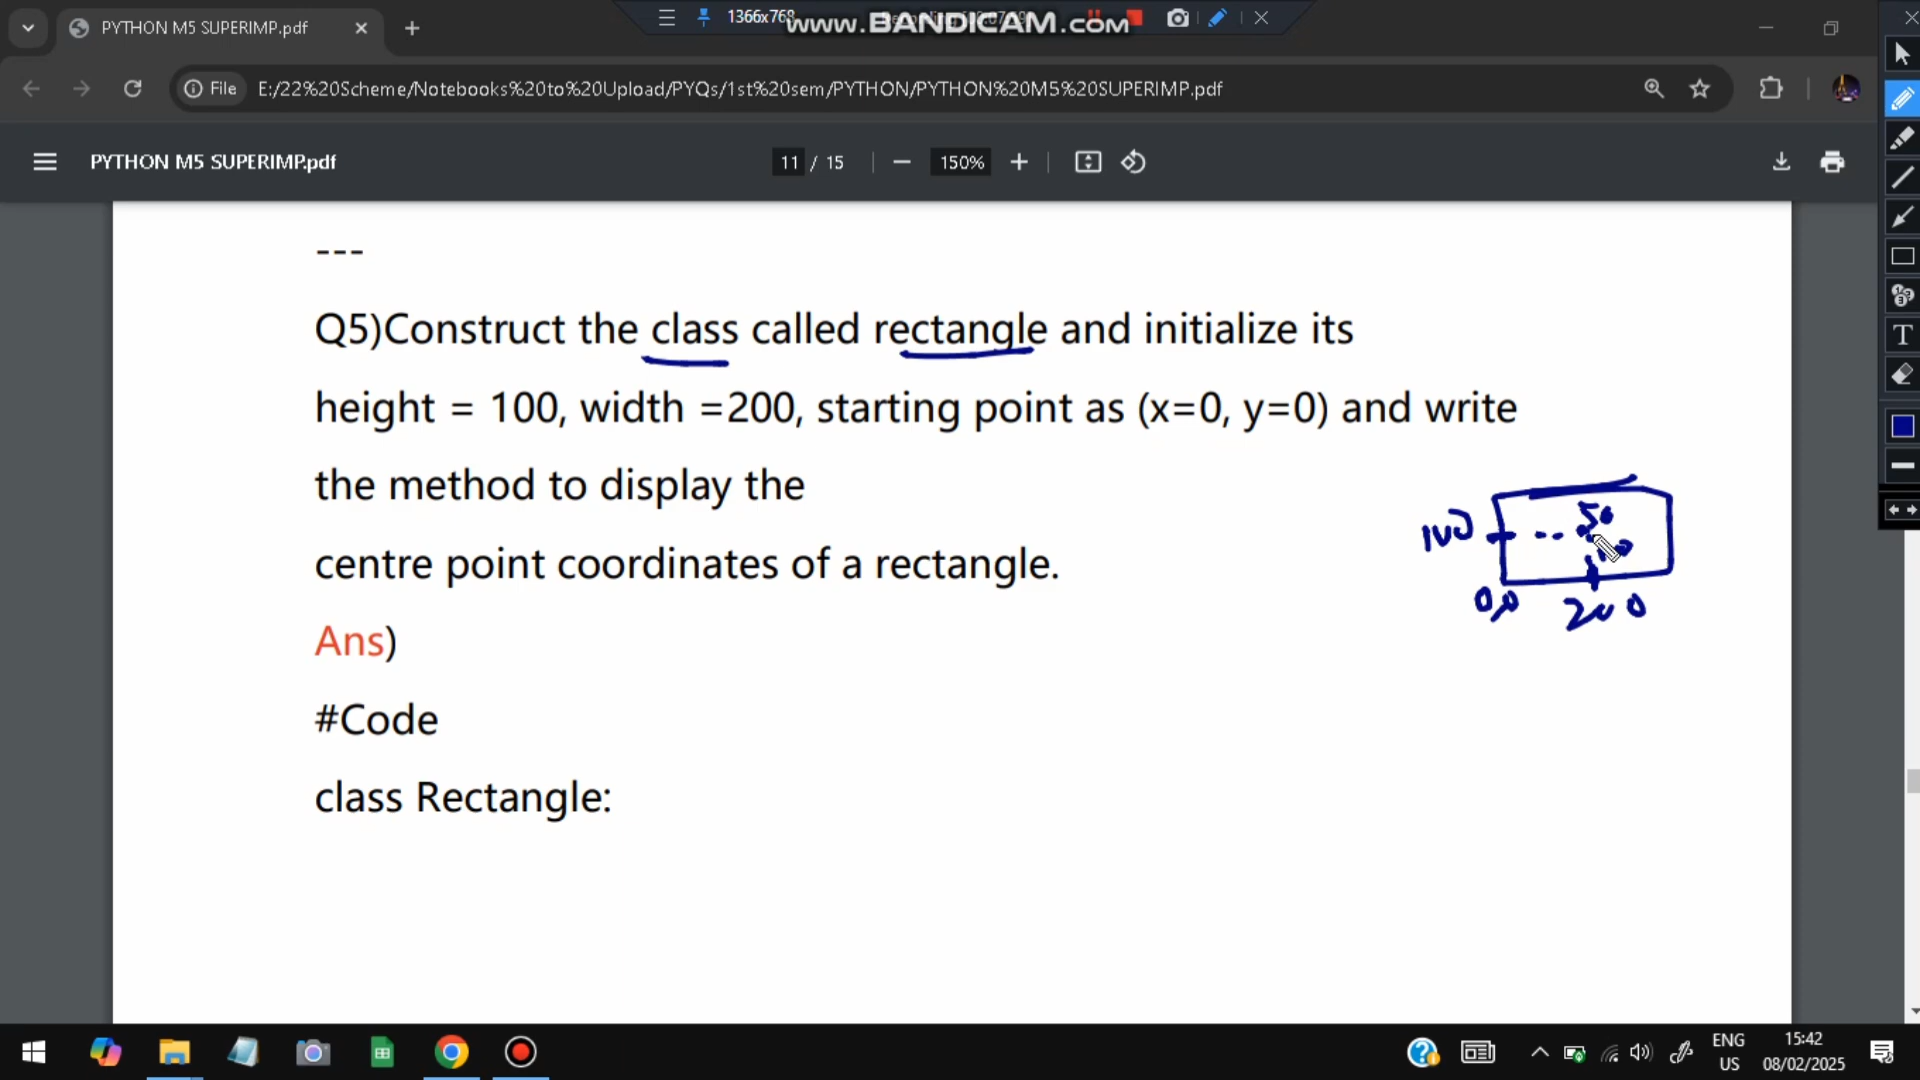 PYTHON M5 SUPERIMP.pdf
1366x768
www.BANDICAM.com
File
E:/22%20Scheme/Notebooks%20to%20Upload/PYQs/1st%20sem/PYTHON/PYTHON%20M5%20SUPERIMP.pdf
PYTHON M5 SUPERIMP.pdf
11 / 15
150%
---
Q5)Construct the class called rectangle and initialize its
height = 100, width =200, starting point as (x=0, y=0) and write
the method to display the
centre point coordinates of a rectangle.
50
100
0,0
200
Ans)
#Code
class Rectangle:
T
ENG
US
15:42
08/02/2025